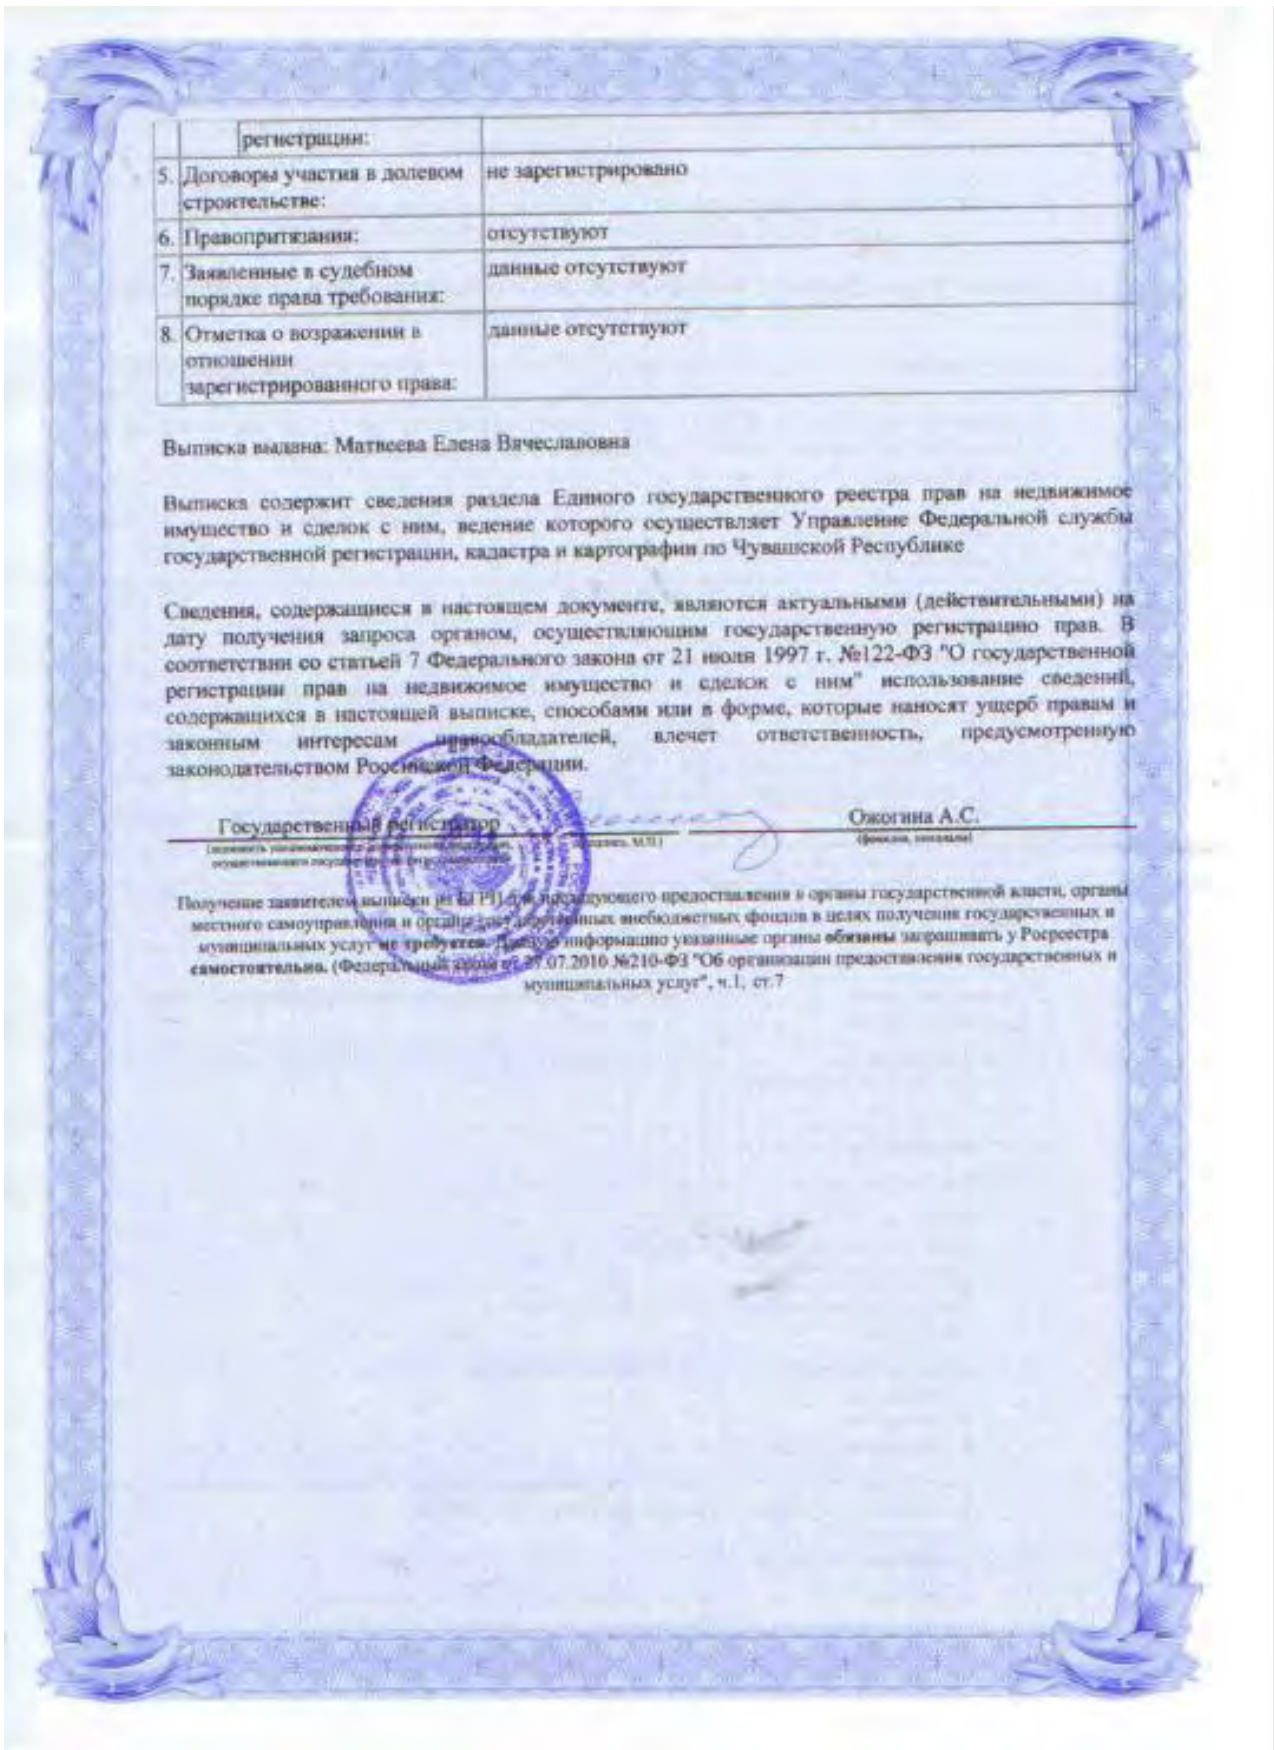 регистрации:
5. Договоры участия в долевом не зарегистрировано
строительстве:
6. Правопритязания: отсутствуют
7. Заявленные в судебном данные отсутствуют
порядке права требования:
8. Отметка о возражении в данные отсутствуют
отношении
зарегистрированного права:
Выписка выдана: Матвеева Елена Вячеславовна
Выписка содержит сведения раздела Единого государственного реестра прав на недвижимое
имущество и сделок с ним, ведение которого осуществляет Управление Федеральной службы
государственной регистрации, кадастра и картографии по Чувашской Республике
Сведения, содержащиеся в настоящем документе, являются актуальными (действительными) на
дату получения запроса органом, осуществляющим государственную регистрацию прав. В
соответствии со статьей 7 Федерального закона от 21 июля 1997 г. №122-ФЗ "О государственной
регистрации прав на недвижимое имущество и сделок с ним" использование сведений,
содержащихся в настоящей выписке, способами или в форме, которые наносят ущерб правам и
законным интересам правообладателей, влечет ответственность, предусмотренную
законодательством Российской Федерации.
Государственный регистратор Ожогина А.С.
(подпись, М.П.) (фамилия, инициалы)
Получение заявителем выписки из ЕГРП для последующего предоставления в органы государственной власти, органы
местного самоуправления и органы государственных внебюджетных фондов в целях получения государственных и
муниципальных услуг не требуется. Данную информацию указанные органы обязаны запрашивать у Росреестра
самостоятельно. (Федеральный закон от 27.07.2010 №210-ФЗ "Об организации предоставления государственных и
муниципальных услуг", ч.1, ст.7